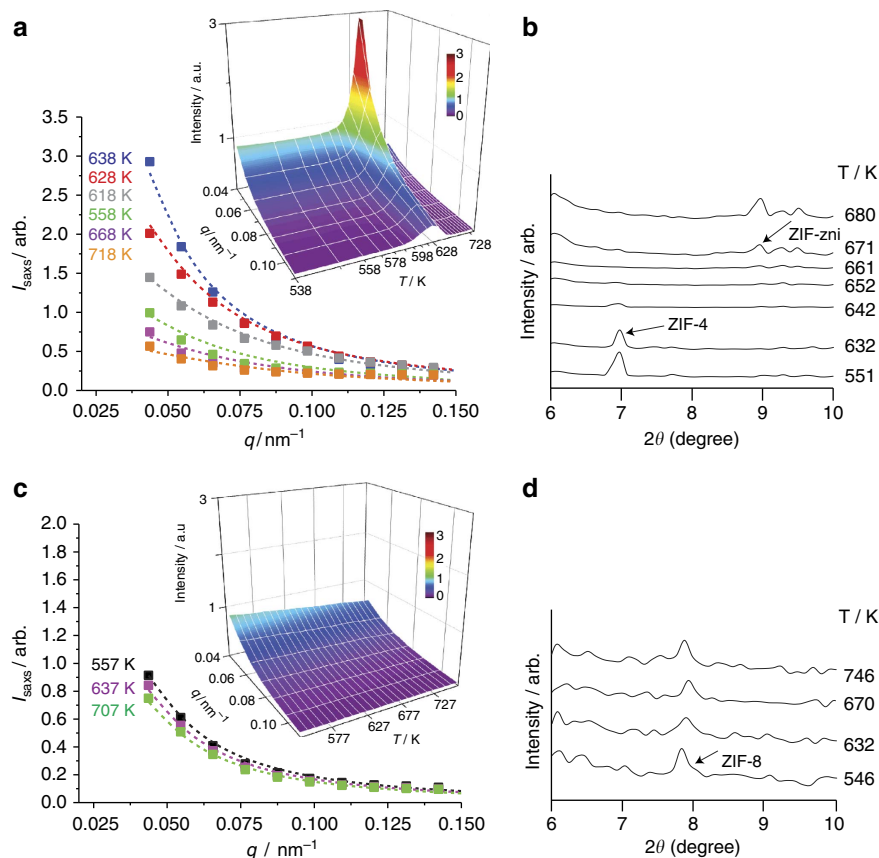 a
3.5
3.0
2.5
2.0
1.5
1.0
0.5
0.0
I_saxs / arb.
638 K
628 K
618 K
558 K
668 K
718 K
0.025
0.050
0.075
0.100
0.125
0.150
q / nm⁻¹
3
1
Intensity / a.u.
0.04
0.06
0.08
0.10
q/nm⁻¹
538
558
578
598
628
728
T / K
3
2
1
0
b
T / K
680
ZIF-zni
671
661
652
642
ZIF-4
632
551
Intensity / arb.
6
7
8
9
10
2θ (degree)
c
2.0
1.8
1.6
1.4
1.2
1.0
0.8
0.6
0.4
0.2
0.0
I_saxs / arb.
557 K
637 K
707 K
0.025
0.050
0.075
0.100
0.125
0.150
q / nm⁻¹
3
1
Intensity / a.u
0.04
0.06
0.08
0.10
q/nm⁻¹
577
627
677
727
T / K
3
2
1
0
d
T / K
746
670
632
ZIF-8
546
Intensity / arb.
6
7
8
9
10
2θ (degree)